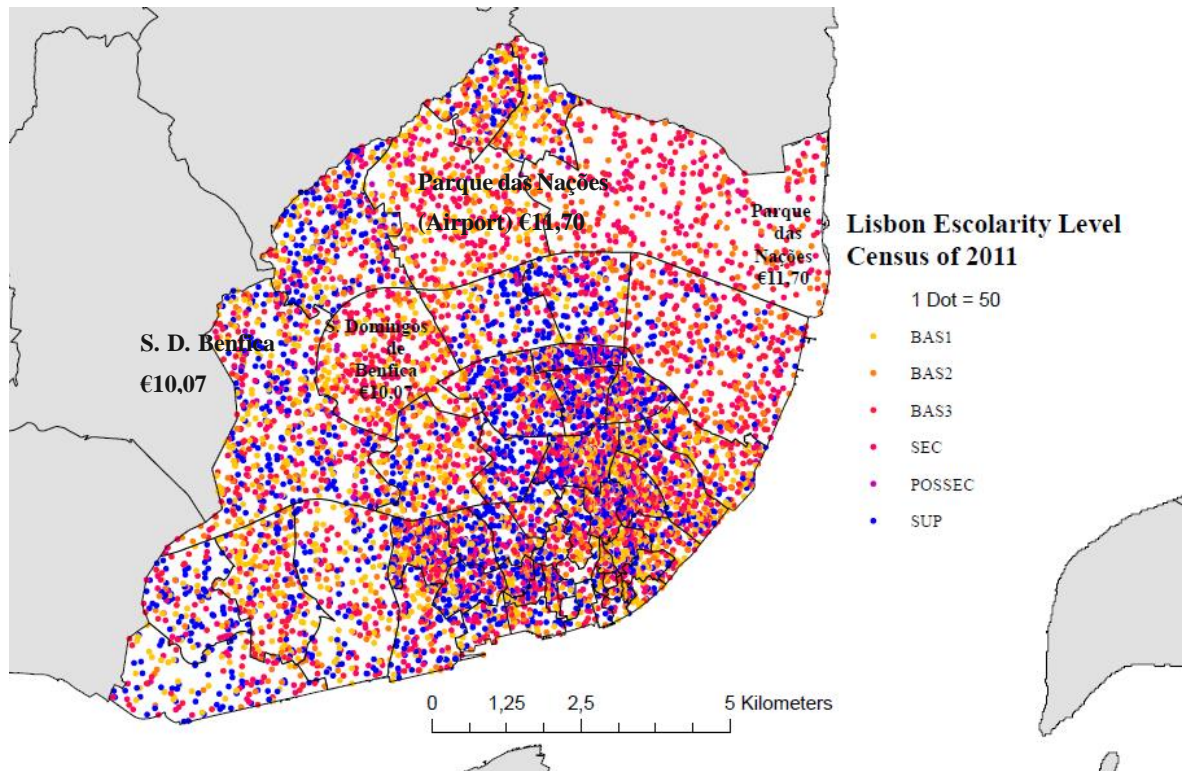 Parque das Nações
(Airport) €11,70
Parque
das
Nações
€11,70
S. D. Benfica
€10,07
S. Domingos
de
Benfica
€10,07
Lisbon Escolarity Level
Census of 2011
1 Dot = 50
BAS1
BAS2
BAS3
SEC
POSSEC
SUP
0 1,25 2,5 5 Kilometers